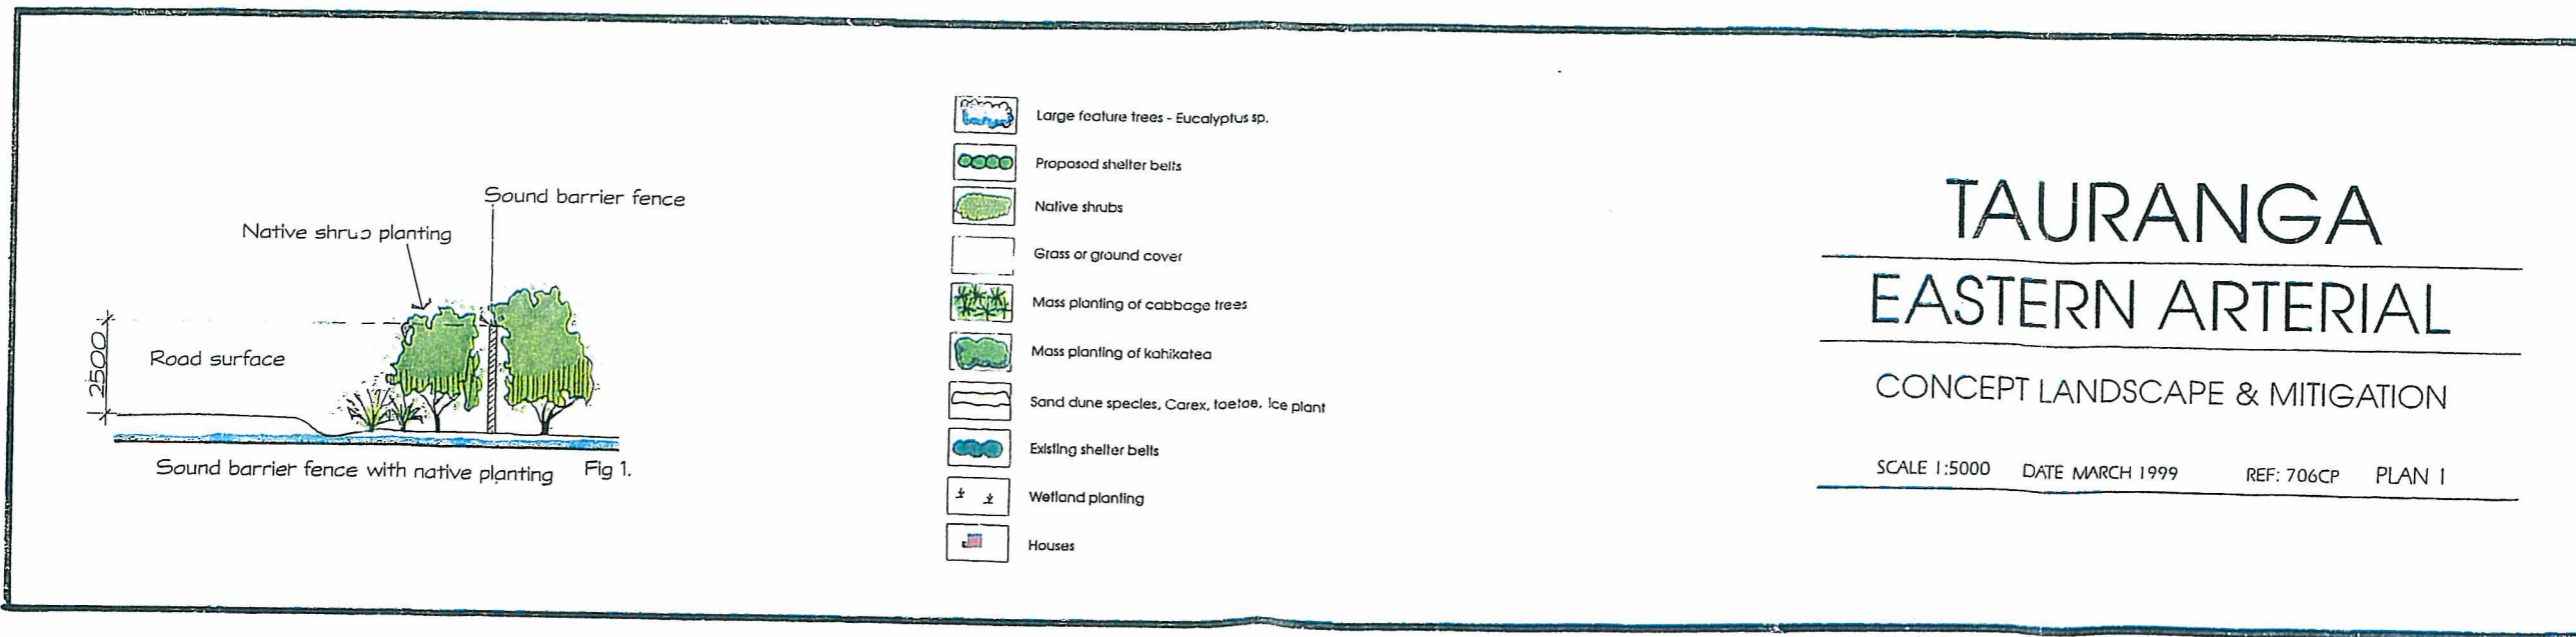 Sound barrier fence
Native shrub planting
2500
Road surface
Sound barrier fence with native planting Fig 1.
Large feature trees - Eucalyptus sp.
Proposed shelter belts
Native shrubs
Grass or ground cover
Mass planting of cabbage trees
Mass planting of kahikatea
Sand dune species, Carex, toetoe, Ice plant
Existing shelter belts
Wetland planting
Houses
TAURANGA
EASTERN ARTERIAL
CONCEPT LANDSCAPE & MITIGATION
SCALE 1:5000 DATE MARCH 1999 REF: 706CP PLAN 1